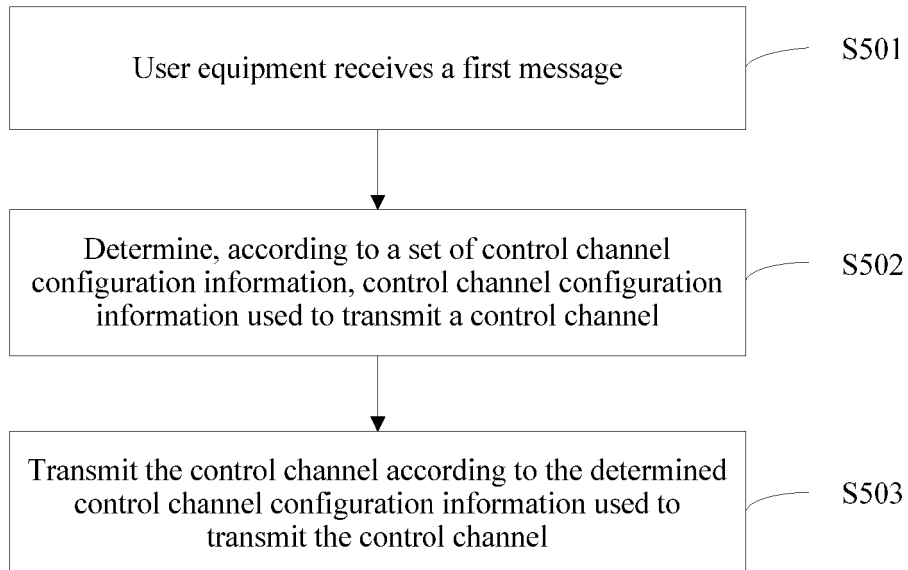 User equipment receives a first message
S501
Determine, according to a set of control channel
configuration information, control channel configuration
information used to transmit a control channel
S502
Transmit the control channel according to the determined
control channel configuration information used to
transmit the control channel
S503